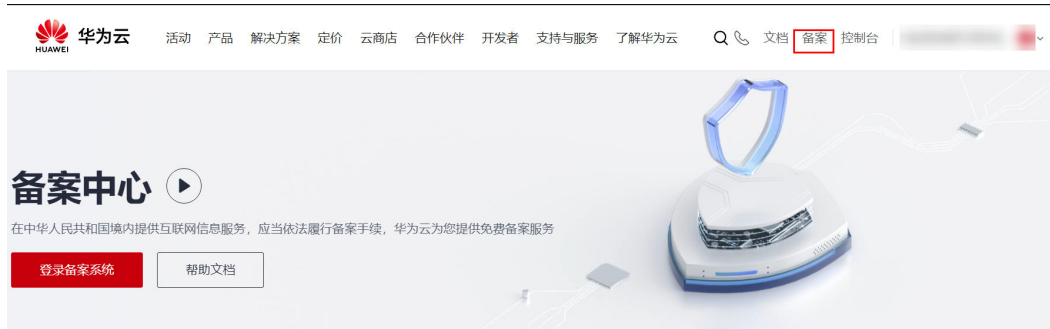 HUAWEI 华为云 活动 产品 解决方案 定价 云商店 合作伙伴 开发者 支持与服务 了解华为云 文档 备案 控制台
备案中心
在中华人民共和国境内提供互联网信息服务，应当依法履行备案手续，华为云为您提供免费备案服务
登录备案系统 帮助文档